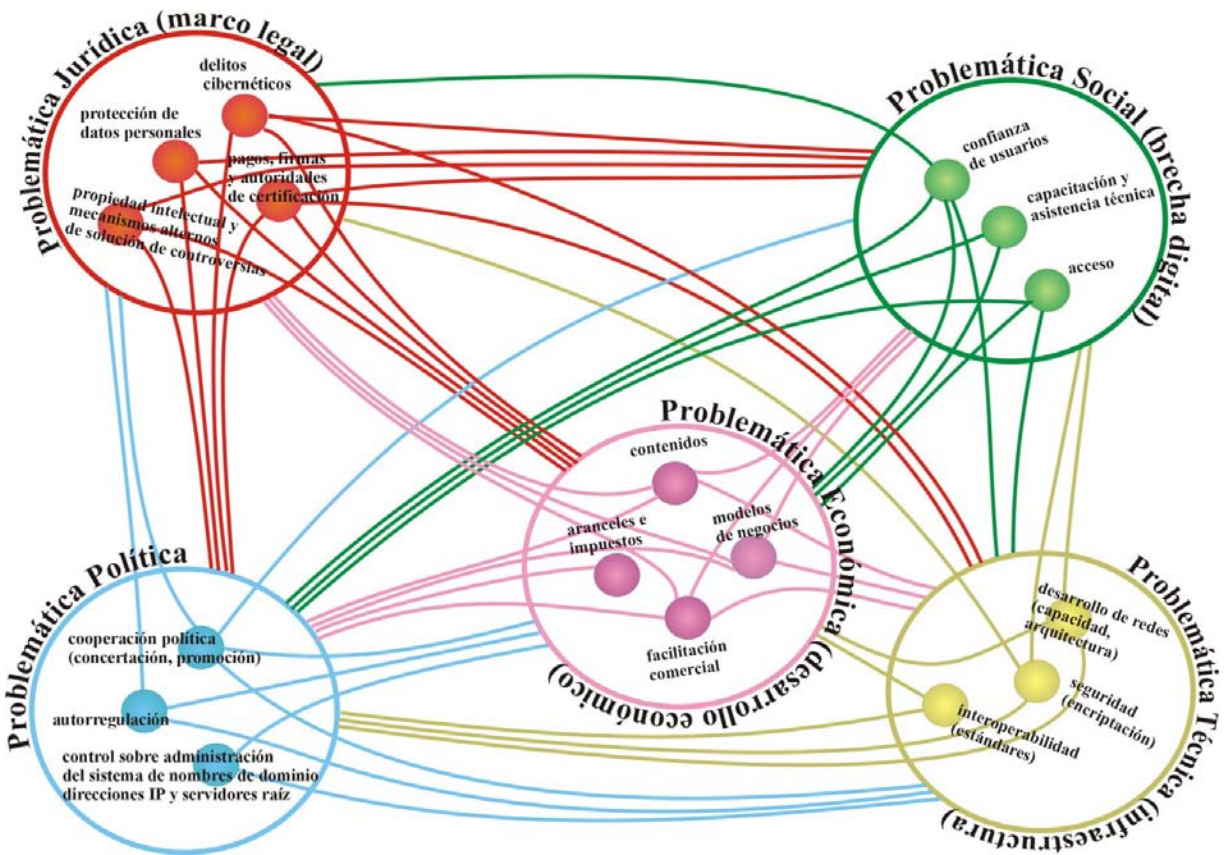 Problemática Jurídica (marco legal)
delitos
cibernéticos
protección de
datos personales
pagos, firmas
y autoridades
de certificación
propiedad intelectual y
mecanismos alternos
de solución de controversias
Problemática Social (brecha digital)
confianza
de usuarios
capacitación y
asistencia técnica
acceso
Problemática Económica (desarrollo económico)
contenidos
aranceles e
impuestos
modelos
de negocios
facilitación
comercial
Problemática Política
cooperación política
(concertación, promoción)
autorregulación
control sobre administración
del sistema de nombres de dominio
direcciones IP y servidores raíz
Problemática Técnica (infraestructura)
desarrollo de redes
(capacidad,
arquitectura)
seguridad
(encriptación)
interoperabilidad
(estándares)